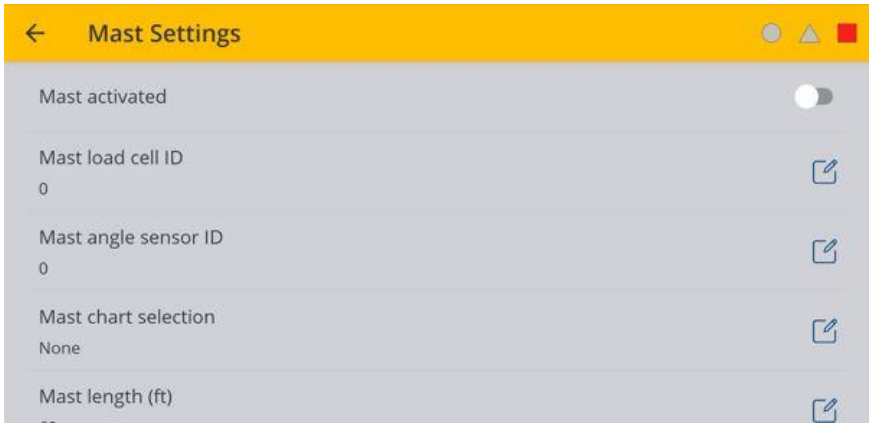 Mast Settings
Mast activated
Mast load cell ID
0
Mast angle sensor ID
0
Mast chart selection
None
Mast length (ft)